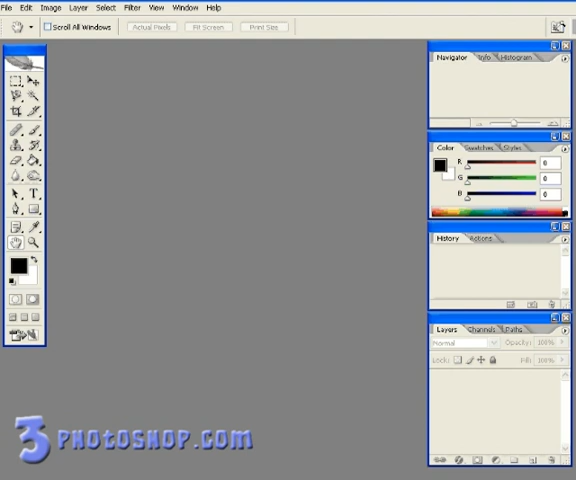 File Edit Image Layer Select Filter View Window Help
Scroll All Windows Actual Pixels Fit Screen Print Size
Navigator Info Histogram
Color Swatches Styles
R 0
G 0
B 0
History Actions
Layers Channels Paths
Normal Opacity: 100%
Lock: Fill: 100%
3 PHOTOSHOP.COM